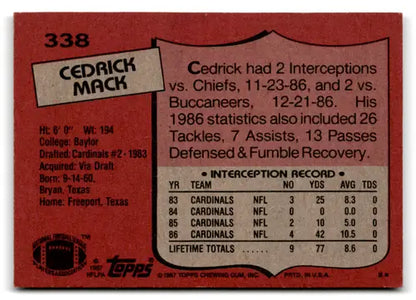 338
CEDRICK
MACK
Ht: 6' 0" Wt: 194
College: Baylor
Drafted: Cardinals #2-1983
Acquired: Via Draft
Born: 9-14-60,
Bryan, Texas
Home: Freeport, Texas
© 1987
NFLPA
Topps
Cedrick had 2 Interceptions
vs. Chiefs, 11-23-86, and 2 vs.
Buccaneers, 12-21-86. His
1986 statistics also included 26
Tackles, 7 Assists, 13 Passes
Defensed & Fumble Recovery.
• INTERCEPTION RECORD •
YR TEAM NO YDS AVG TDS
83 CARDINALS NFL 3 25 8.3 0
84 CARDINALS NFL 0 0 — 0
85 CARDINALS NFL 2 10 5.0 0
86 CARDINALS NFL 4 42 10.5 0
LIFETIME TOTALS 9 77 8.6 0
© 1987 TOPPS CHEWING GUM, INC. PRTD. IN U.S.A.